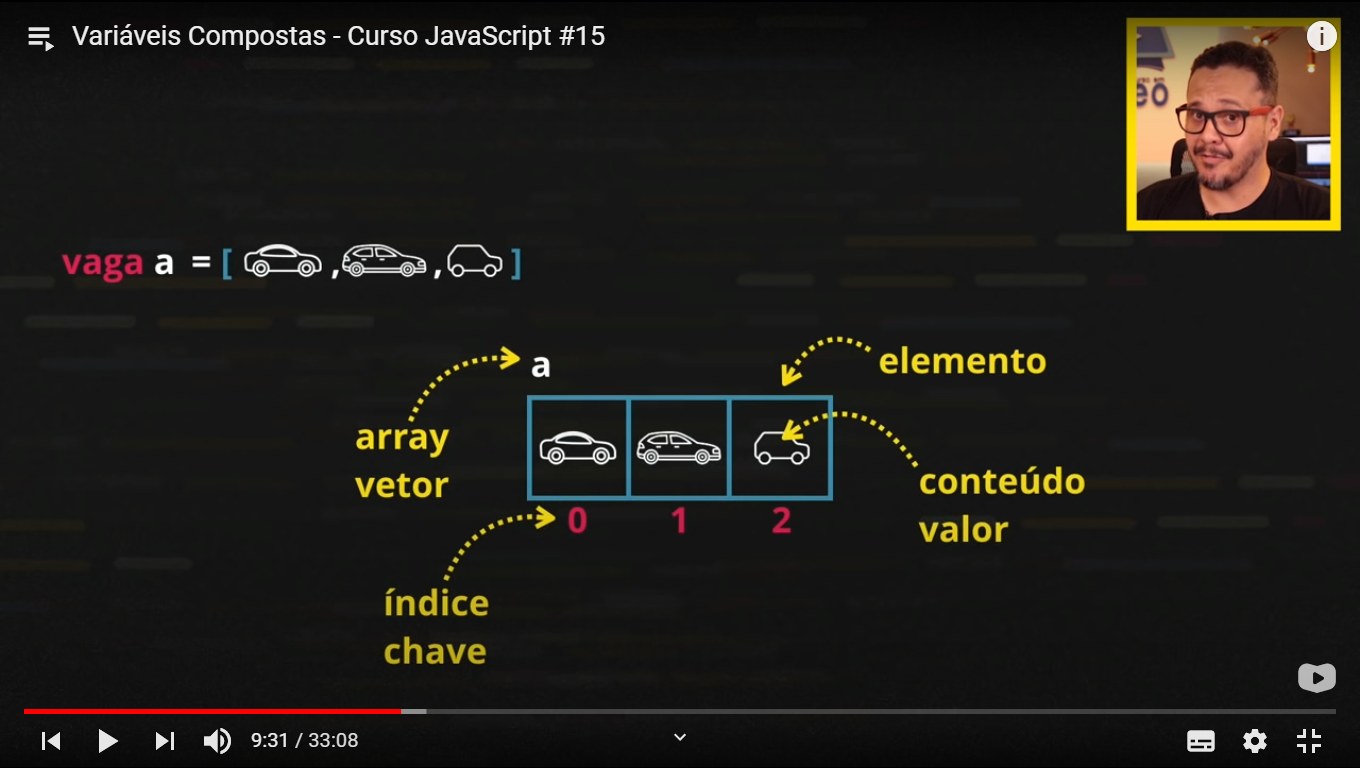 Variáveis Compostas - Curso JavaScript #15
vaga a = [ , , ]
a
elemento
array
vetor
conteúdo
valor
0 1 2
índice
chave
9:31 / 33:08